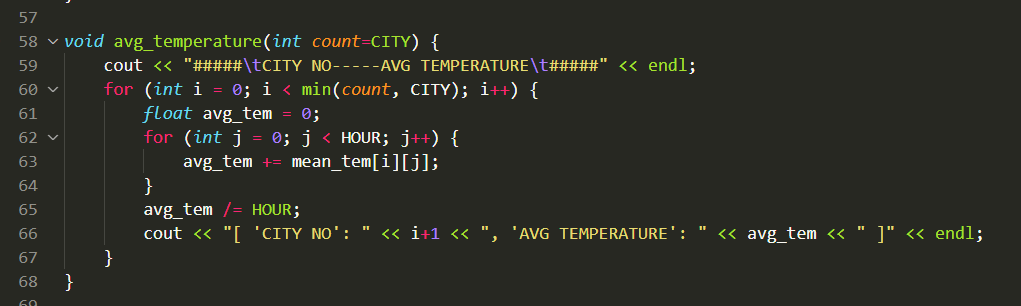 57
58 void avg_temperature(int count=CITY) {
59     cout << "#####\tCITY NO-----AVG TEMPERATURE\t#####" << endl;
60     for (int i = 0; i < min(count, CITY); i++) {
61         float avg_tem = 0;
62         for (int j = 0; j < HOUR; j++) {
63             avg_tem += mean_tem[i][j];
64         }
65         avg_tem /= HOUR;
66         cout << "[ 'CITY NO': " << i+1 << ", 'AVG TEMPERATURE': " << avg_tem << " ]" << endl;
67     }
68 }
69